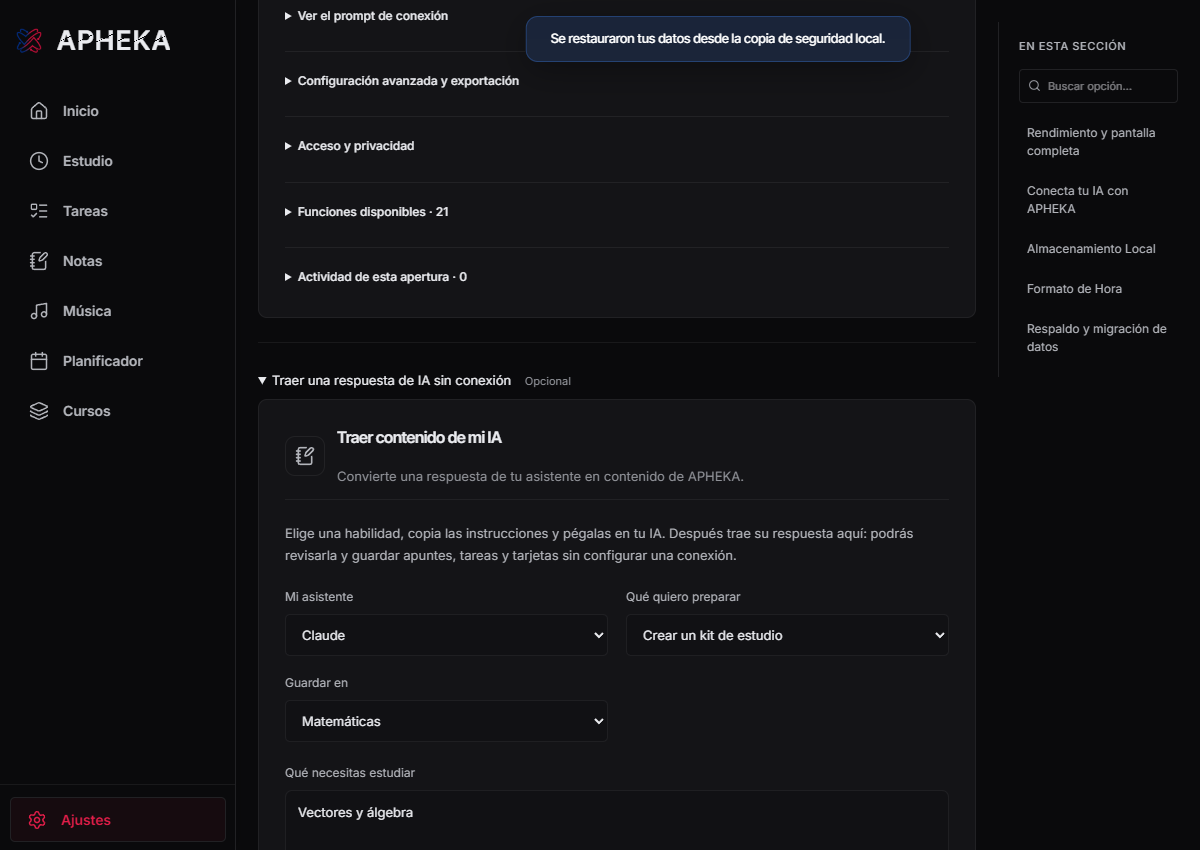 APHEKA
Inicio
Estudio
Tareas
Notas
Música
Planificador
Cursos
Ajustes
Se restauraron tus datos desde la copia de seguridad local.
Ver el prompt de conexión
Configuración avanzada y exportación
Acceso y privacidad
Funciones disponibles · 21
Actividad de esta apertura · 0
Traer una respuesta de IA sin conexión Opcional
Traer contenido de mi IA
Convierte una respuesta de tu asistente en contenido de APHEKA.
Elige una habilidad, copia las instrucciones y pégalas en tu IA. Después trae su respuesta aquí: podrás
revisarla y guardar apuntes, tareas y tarjetas sin configurar una conexión.
Mi asistente
Claude
Qué quiero preparar
Crear un kit de estudio
Guardar en
Matemáticas
Qué necesitas estudiar
Vectores y álgebra
EN ESTA SECCIÓN
Buscar opción...
Rendimiento y pantalla
completa
Conecta tu IA con
APHEKA
Almacenamiento Local
Formato de Hora
Respaldo y migración de
datos